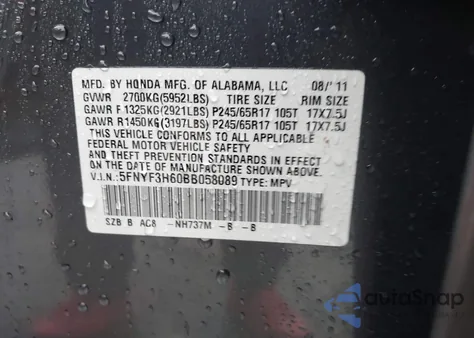 MFD. BY HONDA MFG. OF ALABAMA, LLC 08/'11
GVWR 2700KG(5952LBS) TIRE SIZE RIM SIZE
GAWR F 1325KG(2921LBS) P245/65R17 105T 17X7.5J
GAWR R 1450KG(3197LBS) P245/65R17 105T 17X7.5J
THIS VEHICLE CONFORMS TO ALL APPLICABLE
FEDERAL MOTOR VEHICLE SAFETY
AND THEFT PREVENTION STANDARDS IN EFFECT
ON THE DATE OF MANUFACTURE SHOWN ABOVE.
V.I.N.:5FNYF3H60BB058089 TYPE: MPV
SZB B AC8 -NH737M -B -B
autoSnap